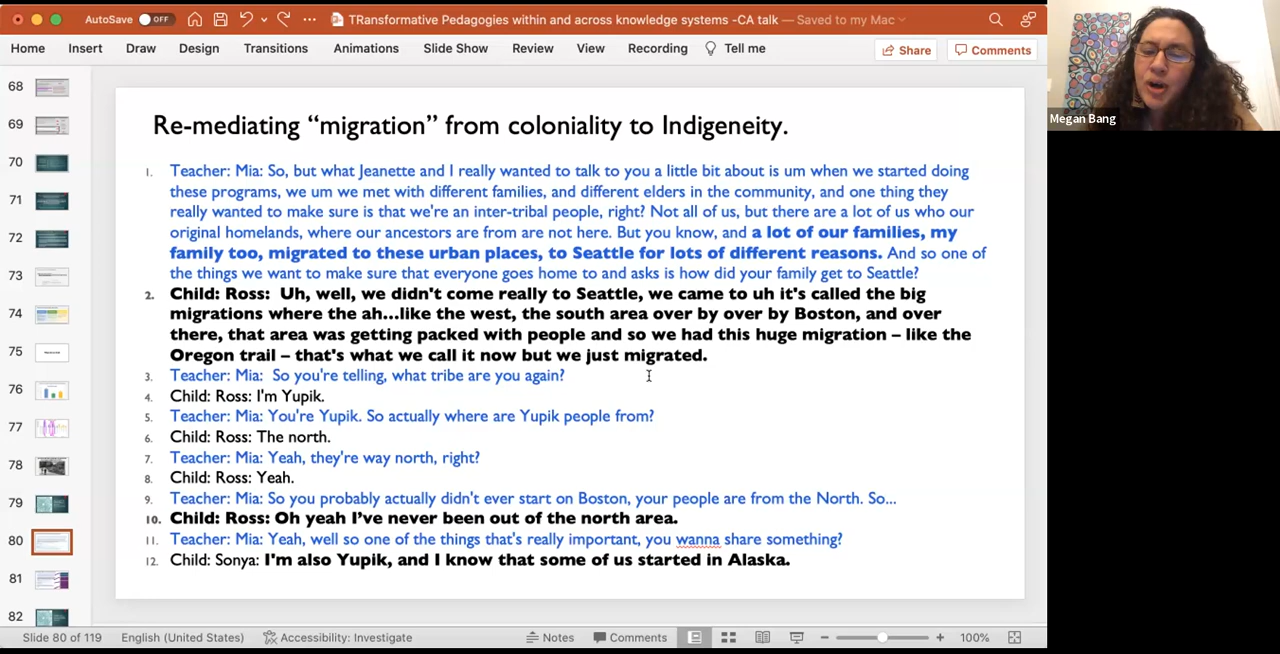 AutoSave OFF TRansformative Pedagogies within and across knowledge systems -CA talk — Saved to my Mac
Home Insert Draw Design Transitions Animations Slide Show Review View Recording Tell me Share Comments
68
69
70
71
72
73
74
75
76
77
78
79
80
81
82
Re-mediating “migration” from coloniality to Indigeneity.
1. Teacher: Mia: So, but what Jeanette and I really wanted to talk to you a little bit about is um when we started doing
these programs, we um we met with different families, and different elders in the community, and one thing they
really wanted to make sure is that we're an inter-tribal people, right? Not all of us, but there are a lot of us who our
original homelands, where our ancestors are from are not here. But you know, and a lot of our families, my
family too, migrated to these urban places, to Seattle for lots of different reasons. And so one of
the things we want to make sure that everyone goes home to and asks is how did your family get to Seattle?
2. Child: Ross: Uh, well, we didn't come really to Seattle, we came to uh it's called the big
migrations where the ah...like the west, the south area over by over by Boston, and over
there, that area was getting packed with people and so we had this huge migration – like the
Oregon trail – that's what we call it now but we just migrated.
3. Teacher: Mia: So you're telling, what tribe are you again?
4. Child: Ross: I'm Yupik.
5. Teacher: Mia: You're Yupik. So actually where are Yupik people from?
6. Child: Ross: The north.
7. Teacher: Mia: Yeah, they're way north, right?
8. Child: Ross: Yeah.
9. Teacher: Mia: So you probably actually didn't ever start on Boston, your people are from the North. So...
10. Child: Ross: Oh yeah I’ve never been out of the north area.
11. Teacher: Mia: Yeah, well so one of the things that's really important, you wanna share something?
12. Child: Sonya: I'm also Yupik, and I know that some of us started in Alaska.
Megan Bang
Slide 80 of 119 English (United States) Accessibility: Investigate Notes Comments 100%